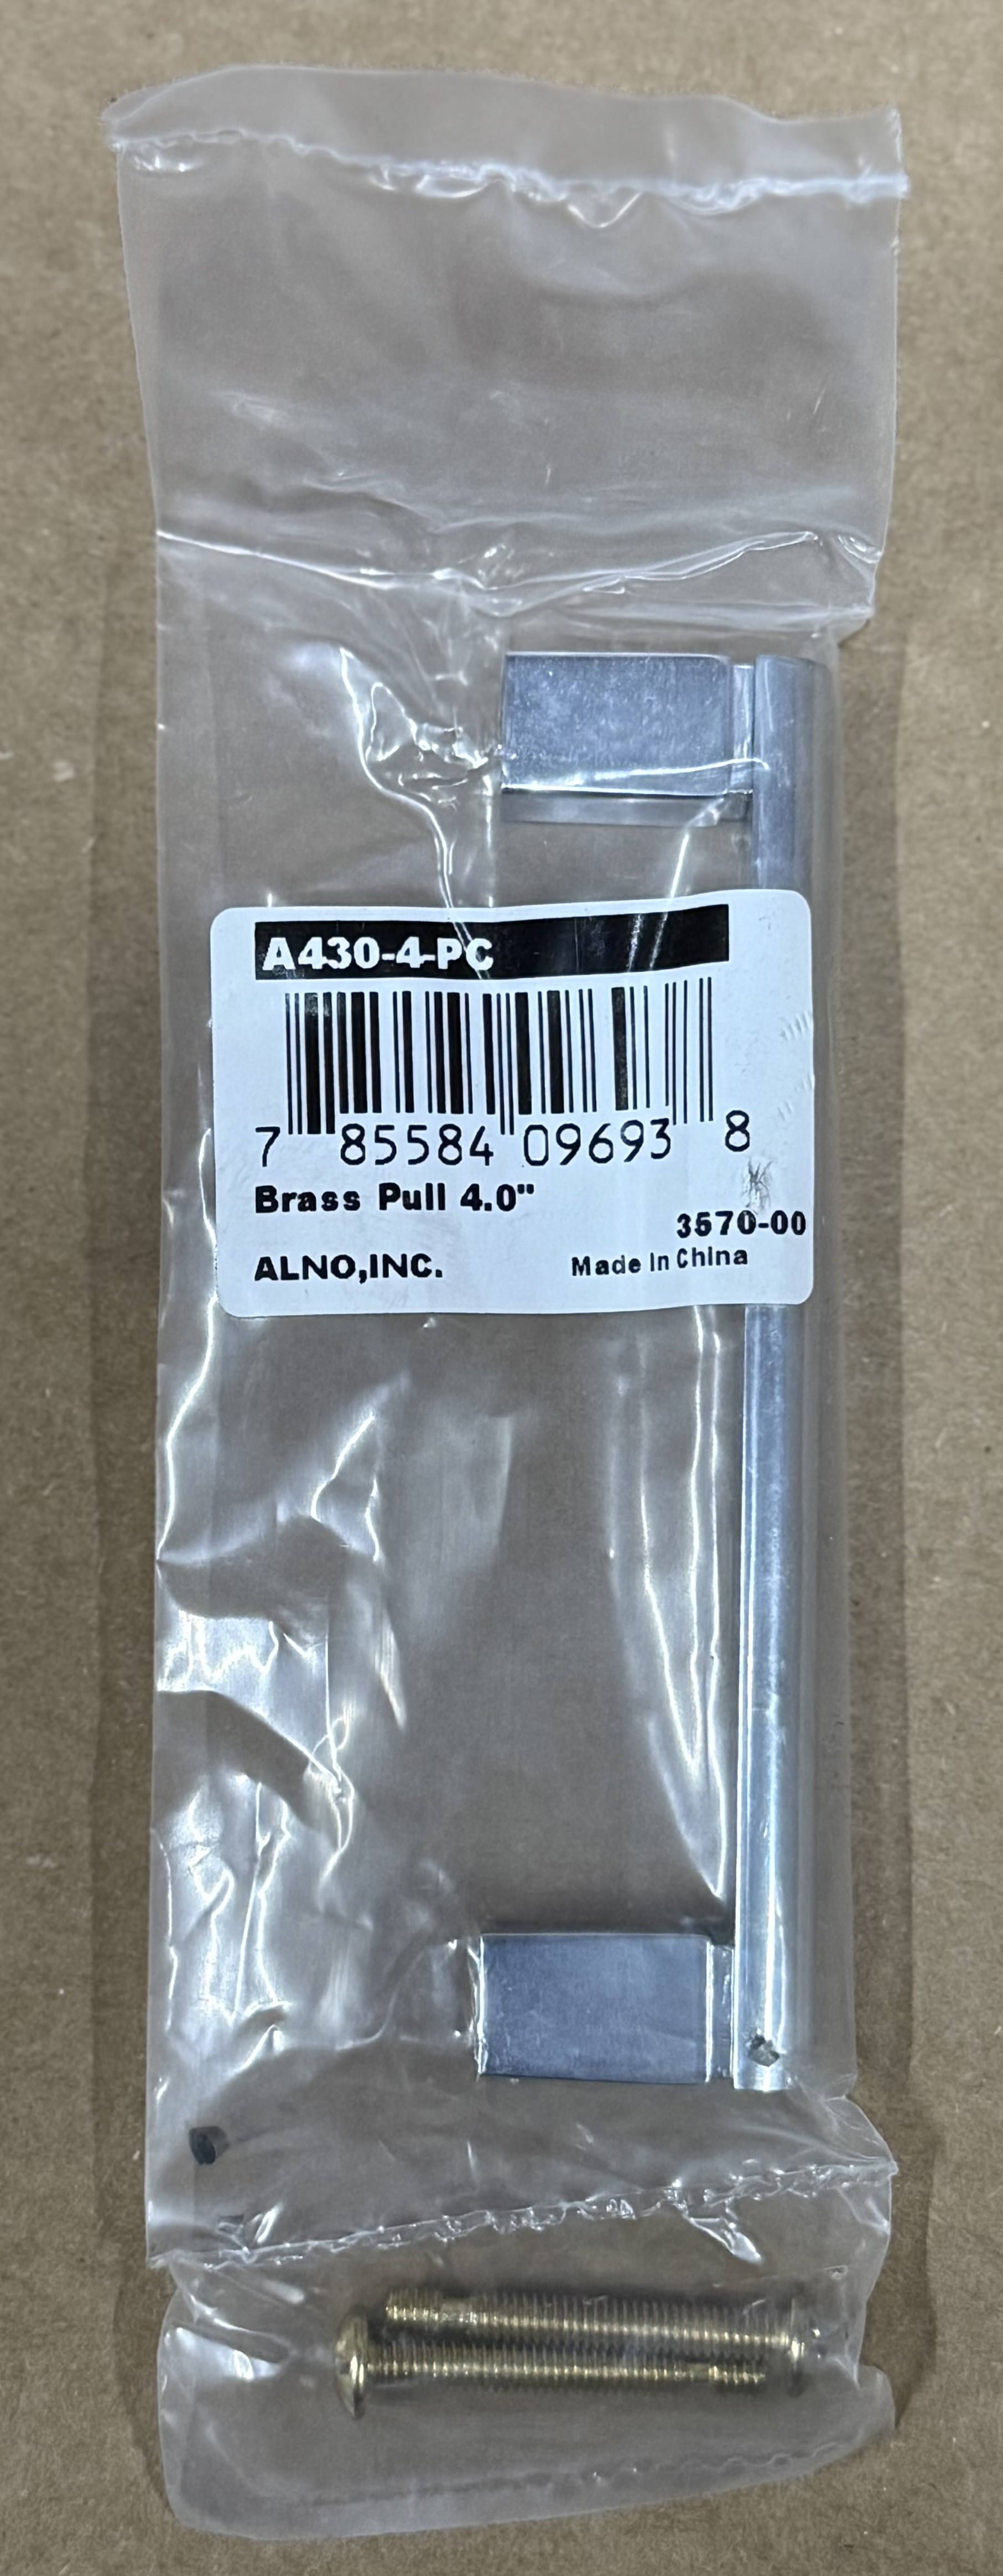 A430-4-PC
7 85584 09693 8
Brass Pull 4.0"
3570-00
ALNO,INC. Made In China